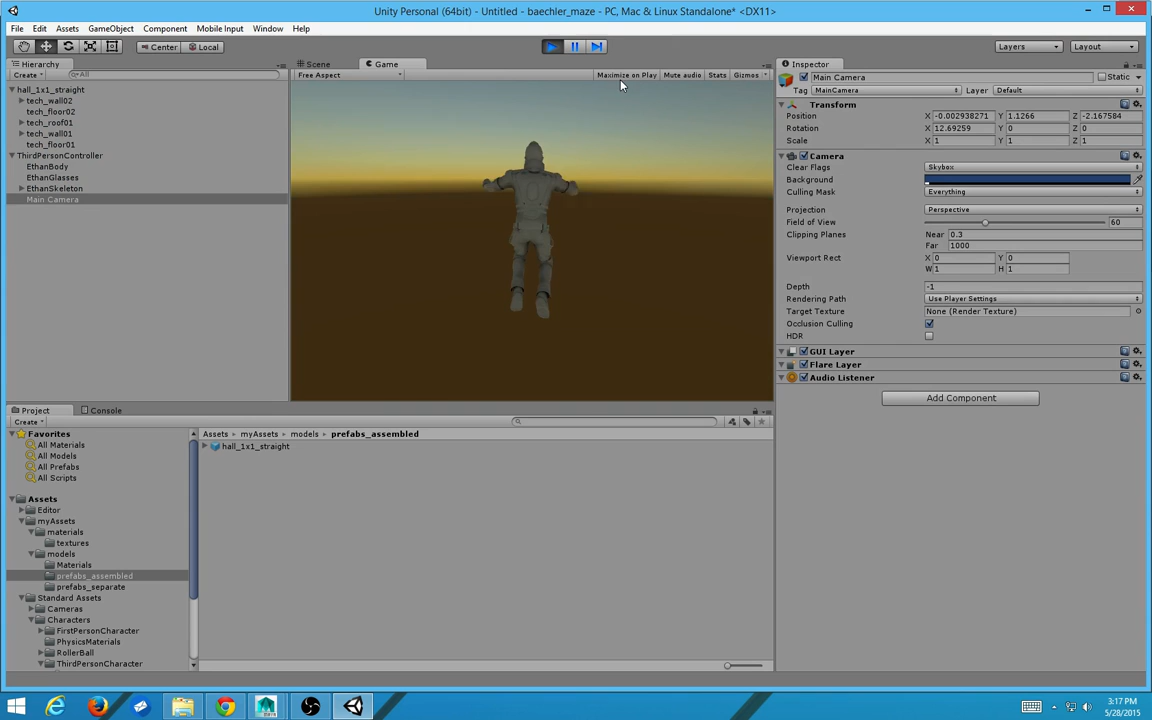 Unity Personal (64bit) - Untitled - baechler_maze - PC, Mac & Linux Standalone* <DX11>
File Edit Assets GameObject Component Mobile Input Window Help
Center Local Layers Layout
Hierarchy
Create All
hall_1x1_straight
tech_wall02
tech_floor02
tech_roof01
tech_wall01
tech_floor01
ThirdPersonController
EthanBody
EthanGlasses
EthanSkeleton
Main Camera
Scene Game
Free Aspect Maximize on Play Mute audio Stats Gizmos
Inspector
Main Camera Static
Tag MainCamera Layer Default
Transform
Position X -0.002938271 Y 1.1266 Z -2.167584
Rotation X 12.69259 Y 0 Z 0
Scale X 1 Y 1 Z 1
Camera
Clear Flags Skybox
Background
Culling Mask Everything
Projection Perspective
Field of View 60
Clipping Planes Near 0.3
Far 1000
Viewport Rect X 0 Y 0
W 1 H 1
Depth -1
Rendering Path Use Player Settings
Target Texture None (Render Texture)
Occlusion Culling
HDR
GUI Layer
Flare Layer
Audio Listener
Add Component
Project Console
Create
Favorites
All Materials
All Models
All Prefabs
All Scripts
Assets
Editor
myAssets
materials
textures
models
Materials
prefabs_assembled
prefabs_separate
Standard Assets
Cameras
Characters
FirstPersonCharacter
PhysicsMaterials
RollerBall
ThirdPersonCharacter
Assets myAssets models prefabs_assembled
hall_1x1_straight
3:17 PM
5/28/2015